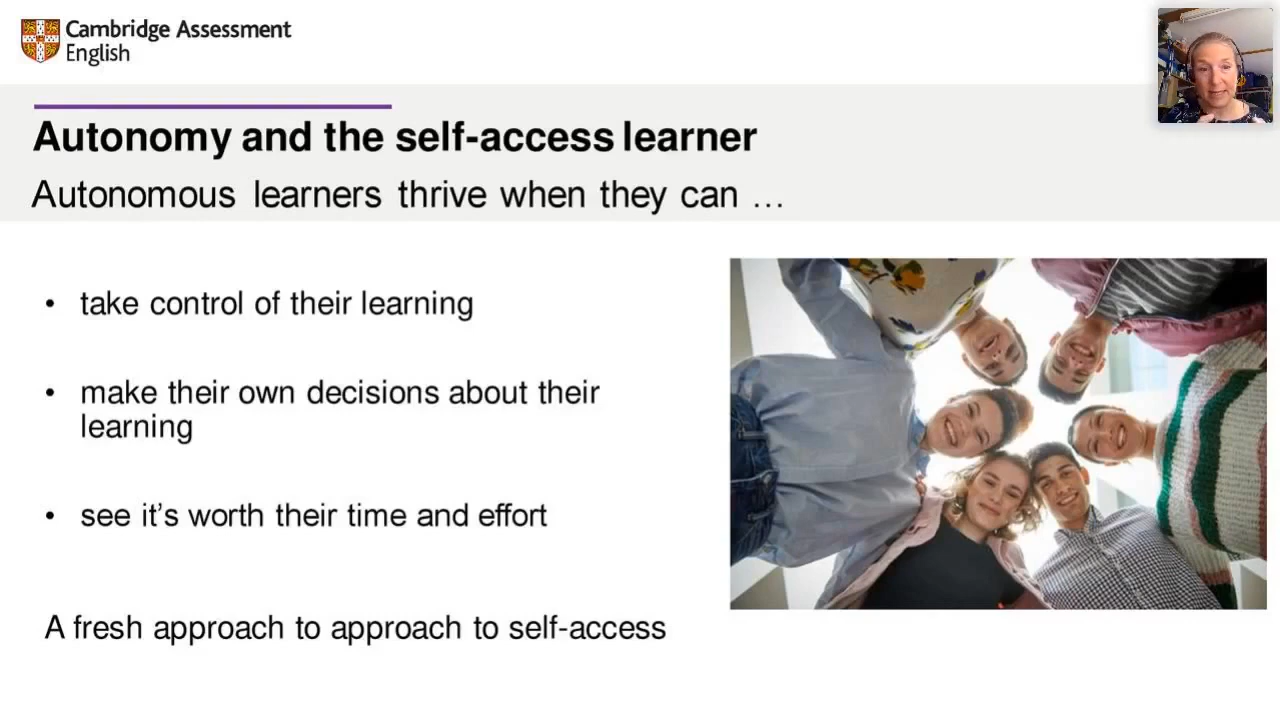 Cambridge Assessment
English
Autonomy and the self-access learner
Autonomous learners thrive when they can …
• take control of their learning
• make their own decisions about their
learning
• see it's worth their time and effort
A fresh approach to approach to self-access